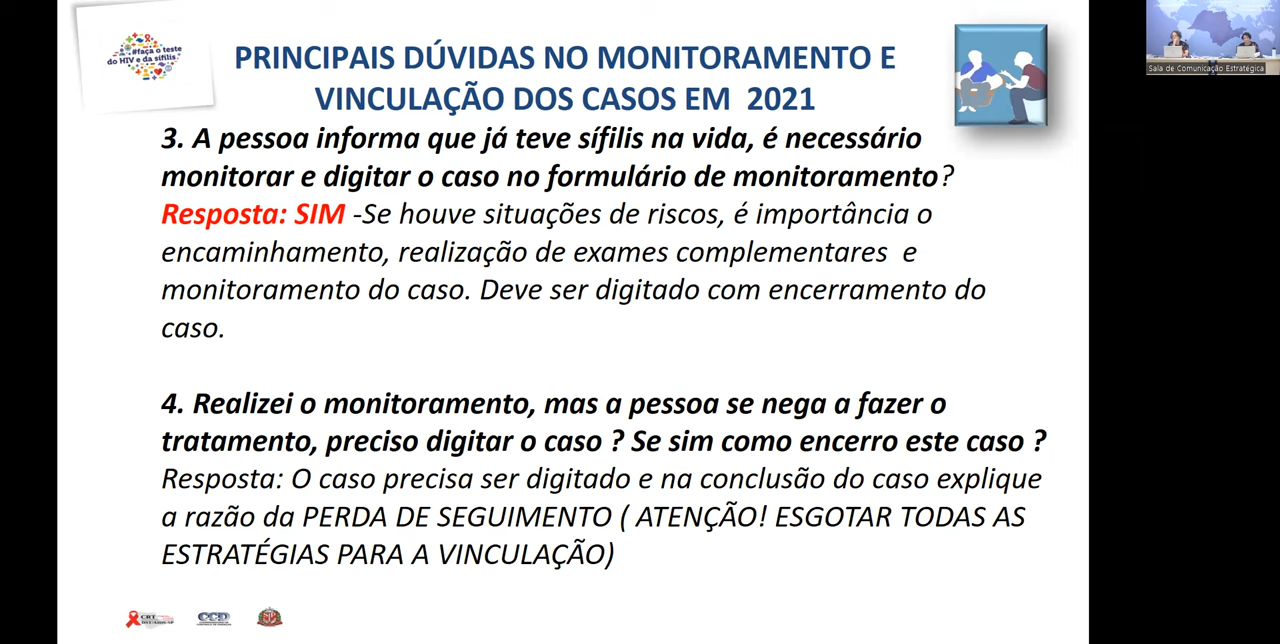 #faça o teste
do HIV e da sífilis
PRINCIPAIS DÚVIDAS NO MONITORAMENTO E
VINCULAÇÃO DOS CASOS EM 2021
Sala de Comunicação Estratégica
3. A pessoa informa que já teve sífilis na vida, é necessário
monitorar e digitar o caso no formulário de monitoramento?
Resposta: SIM -Se houve situações de riscos, é importância o
encaminhamento, realização de exames complementares e
monitoramento do caso. Deve ser digitado com encerramento do
caso.
4. Realizei o monitoramento, mas a pessoa se nega a fazer o
tratamento, preciso digitar o caso ? Se sim como encerro este caso ?
Resposta: O caso precisa ser digitado e na conclusão do caso explique
a razão da PERDA DE SEGUIMENTO ( ATENÇÃO! ESGOTAR TODAS AS
ESTRATÉGIAS PARA A VINCULAÇÃO)
CRT
CCD